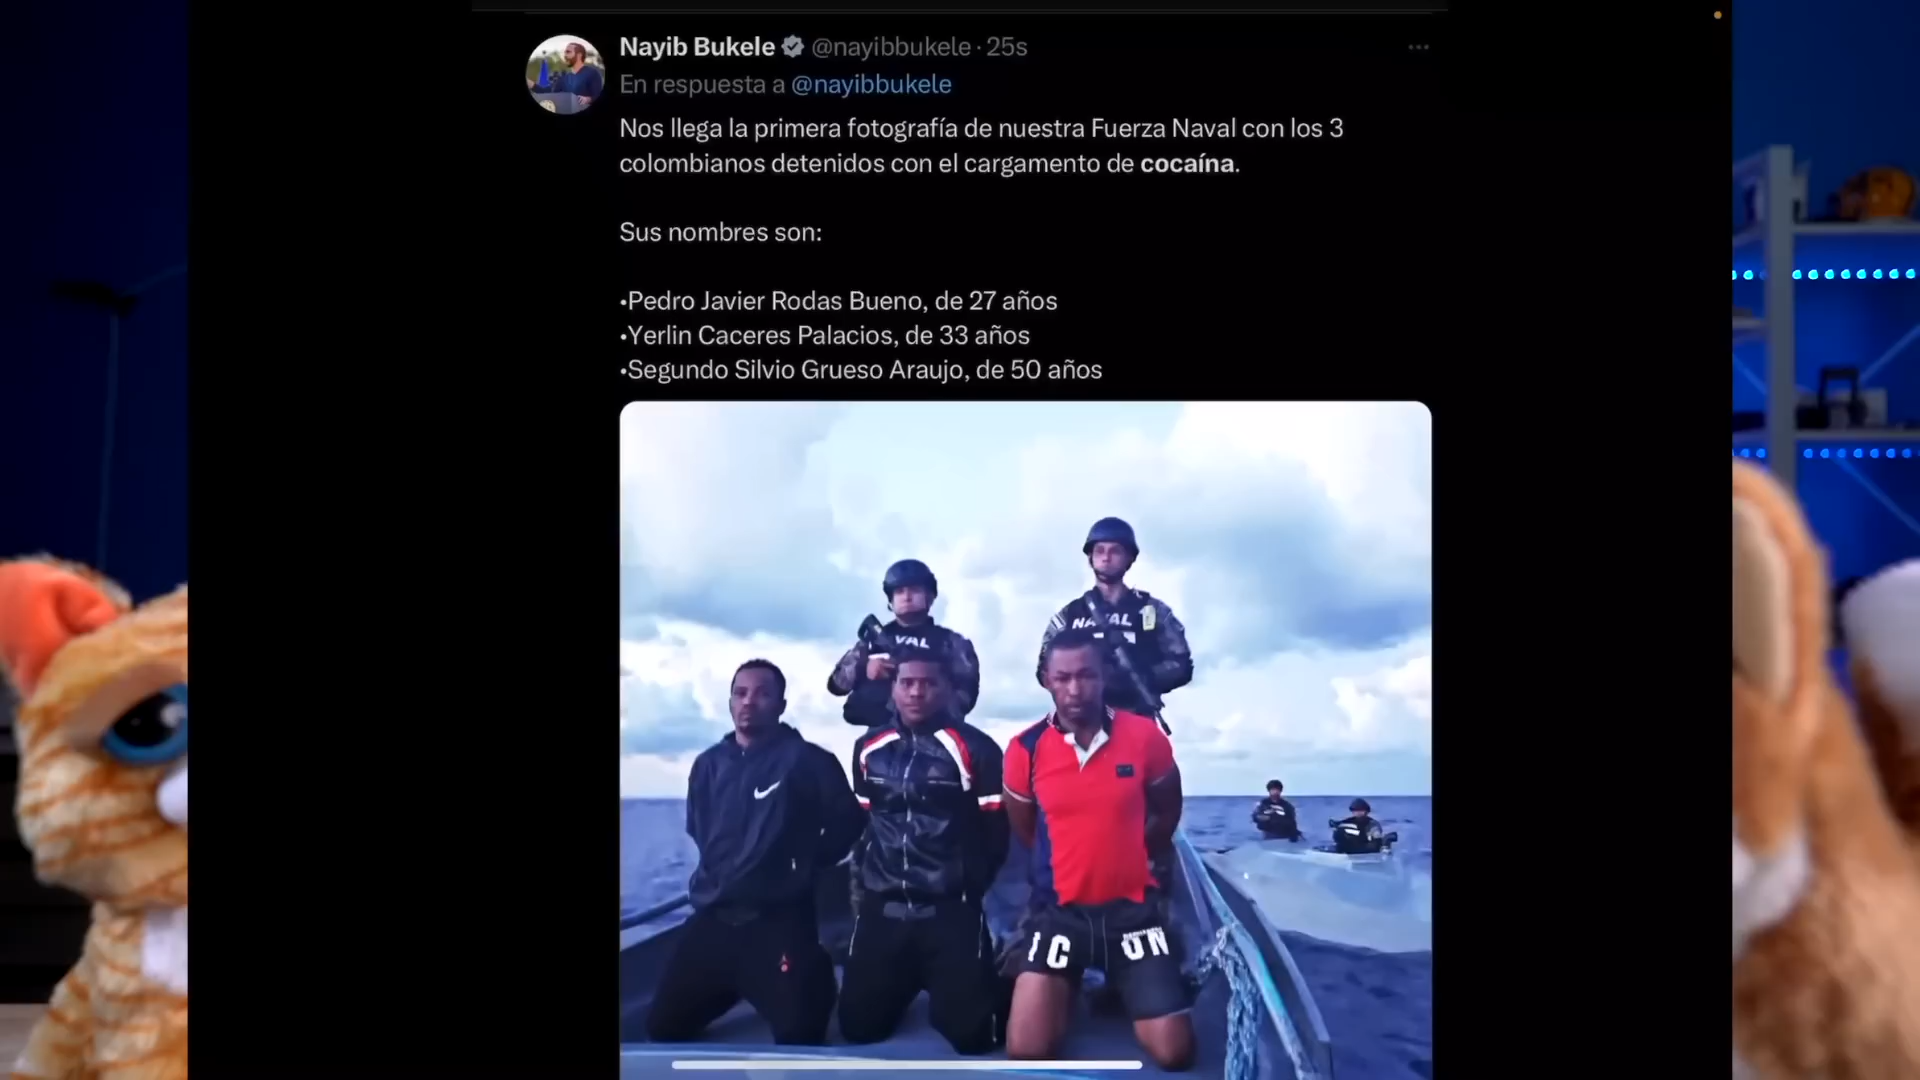 Nayib Bukele @nayibbukele · 25s
En respuesta a @nayibbukele
Nos llega la primera fotografía de nuestra Fuerza Naval con los 3
colombianos detenidos con el cargamento de cocaína.
Sus nombres son:
•Pedro Javier Rodas Bueno, de 27 años
•Yerlin Caceres Palacios, de 33 años
•Segundo Silvio Grueso Araujo, de 50 años
VAL
NAVAL
IC ON